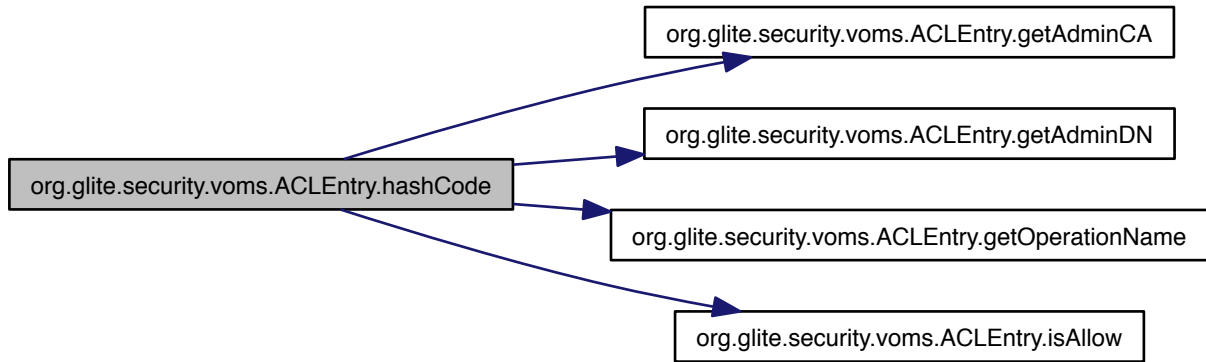 org.glite.security.voms.ACLEntry.getAdminCA
org.glite.security.voms.ACLEntry.getAdminDN
org.glite.security.voms.ACLEntry.hashCode
org.glite.security.voms.ACLEntry.getOperationName
org.glite.security.voms.ACLEntry.isAllow